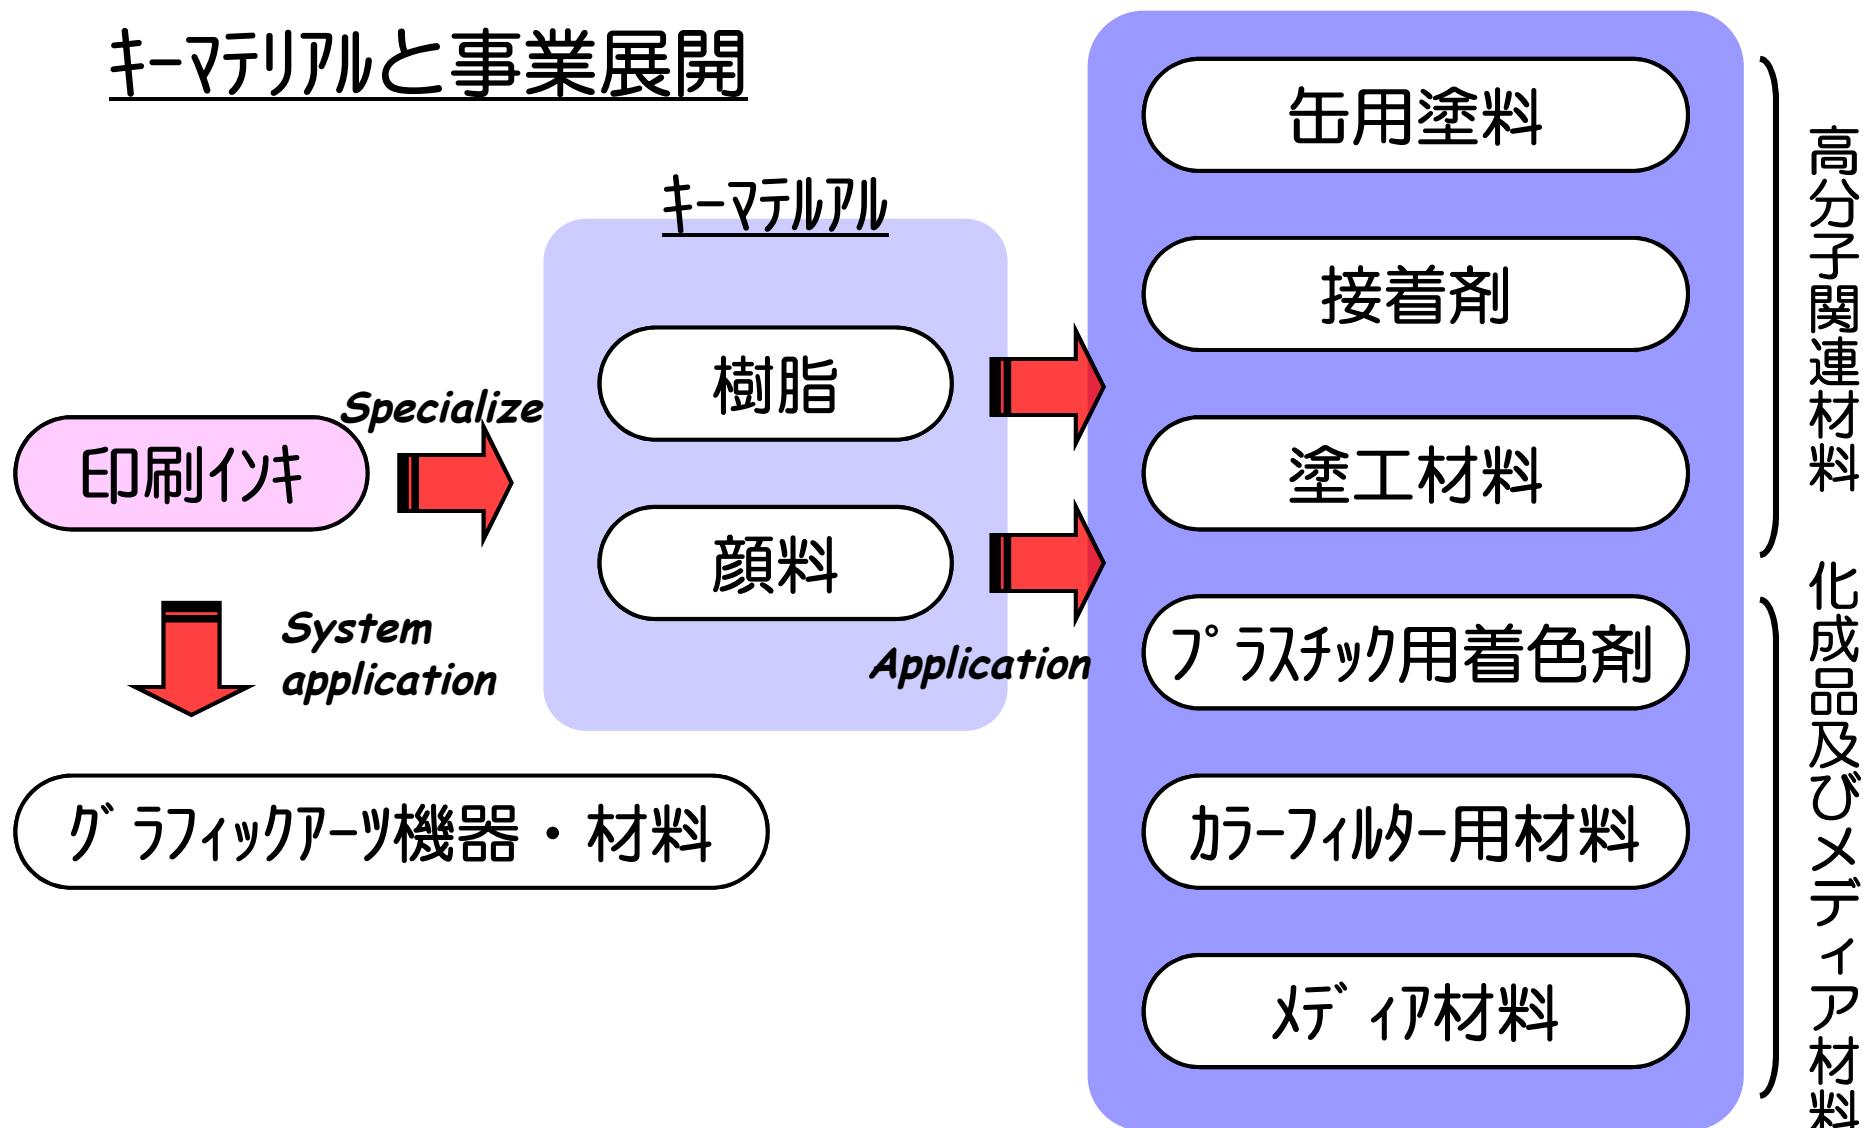 ｷｰﾏﾃﾘｱﾙと事業展開
ｷｰﾏﾃﾙｱﾙ
印刷ｲﾝｷ
Specialize
樹脂
顔料
System
application
Application
ｸﾞﾗﾌｨｯｸｱｰﾂ機器・材料
缶用塗料
接着剤
塗工材料
ﾌﾟﾗｽﾁｯｸ用着色剤
ｶﾗｰﾌｨﾙﾀｰ用材料
ﾒﾃﾞｨｱ材料
高分子関連材料
化成品及びメディア材料